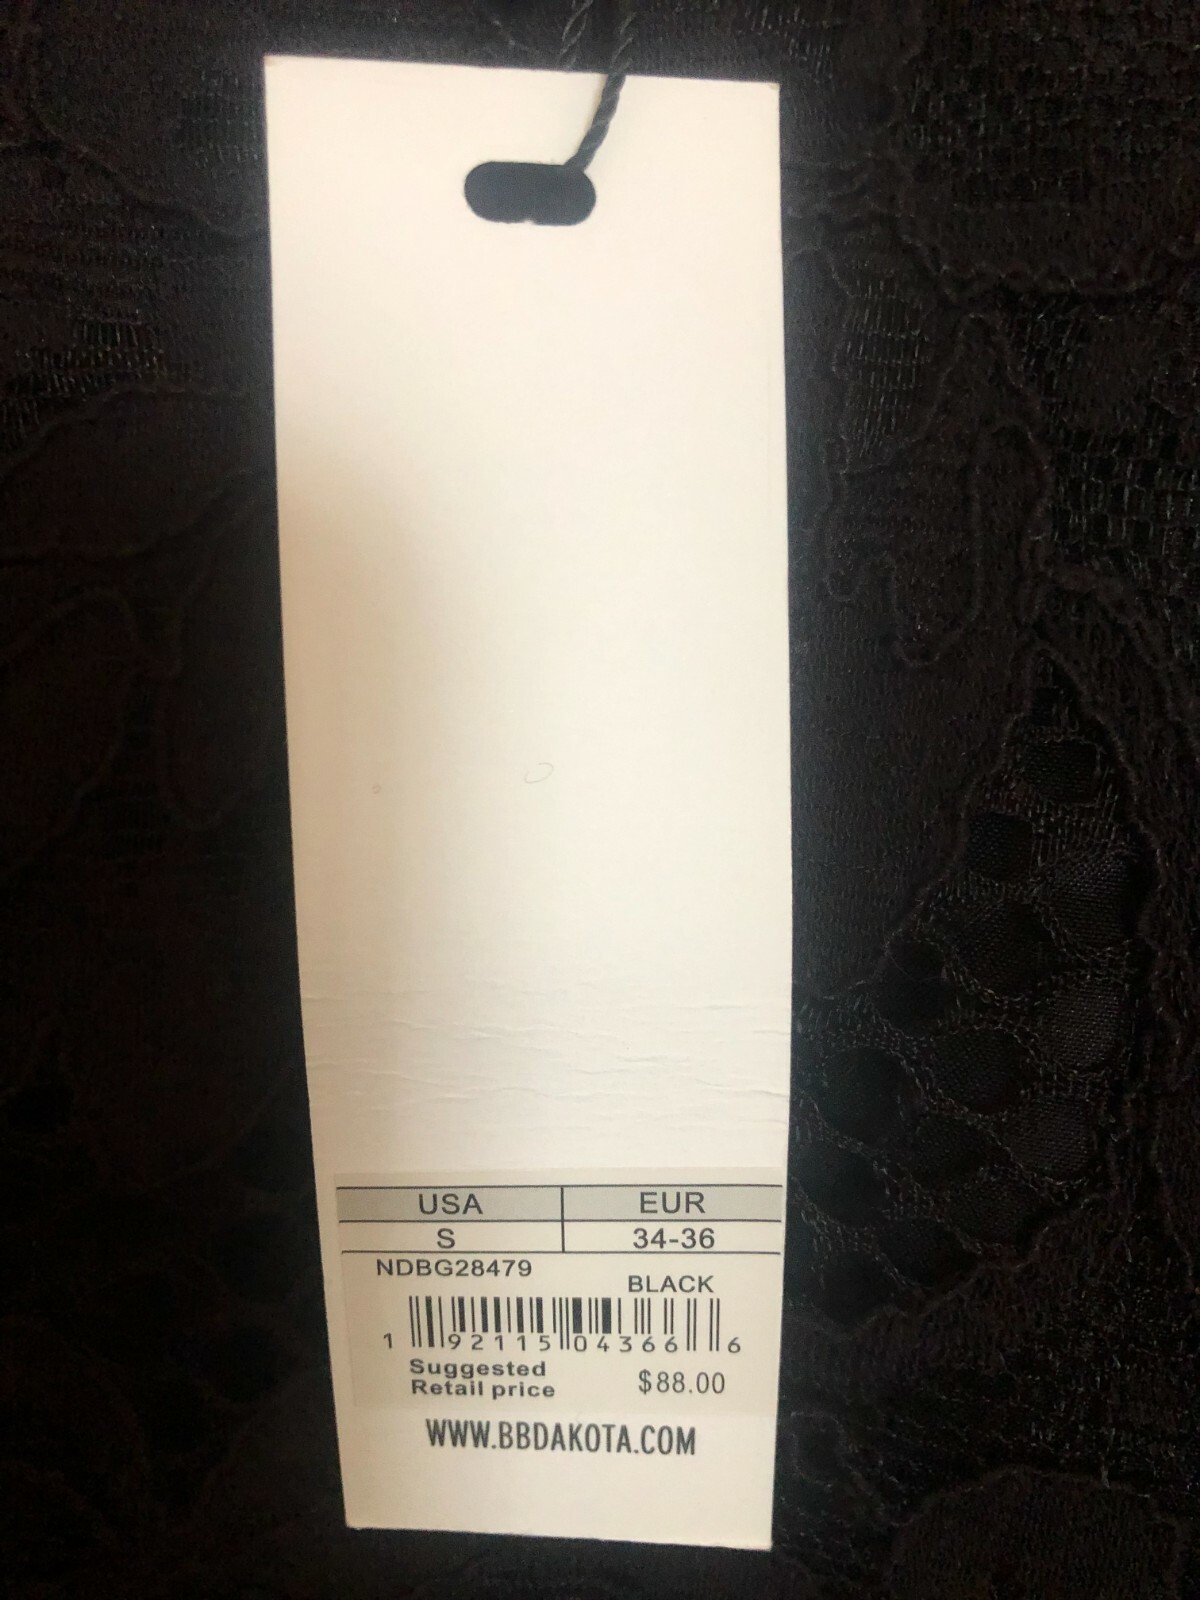 USA EUR
S 34-36
NDBG28479
BLACK
1 92115 04366 6
Suggested
Retail price $88.00
WWW.BBDAKOTA.COM